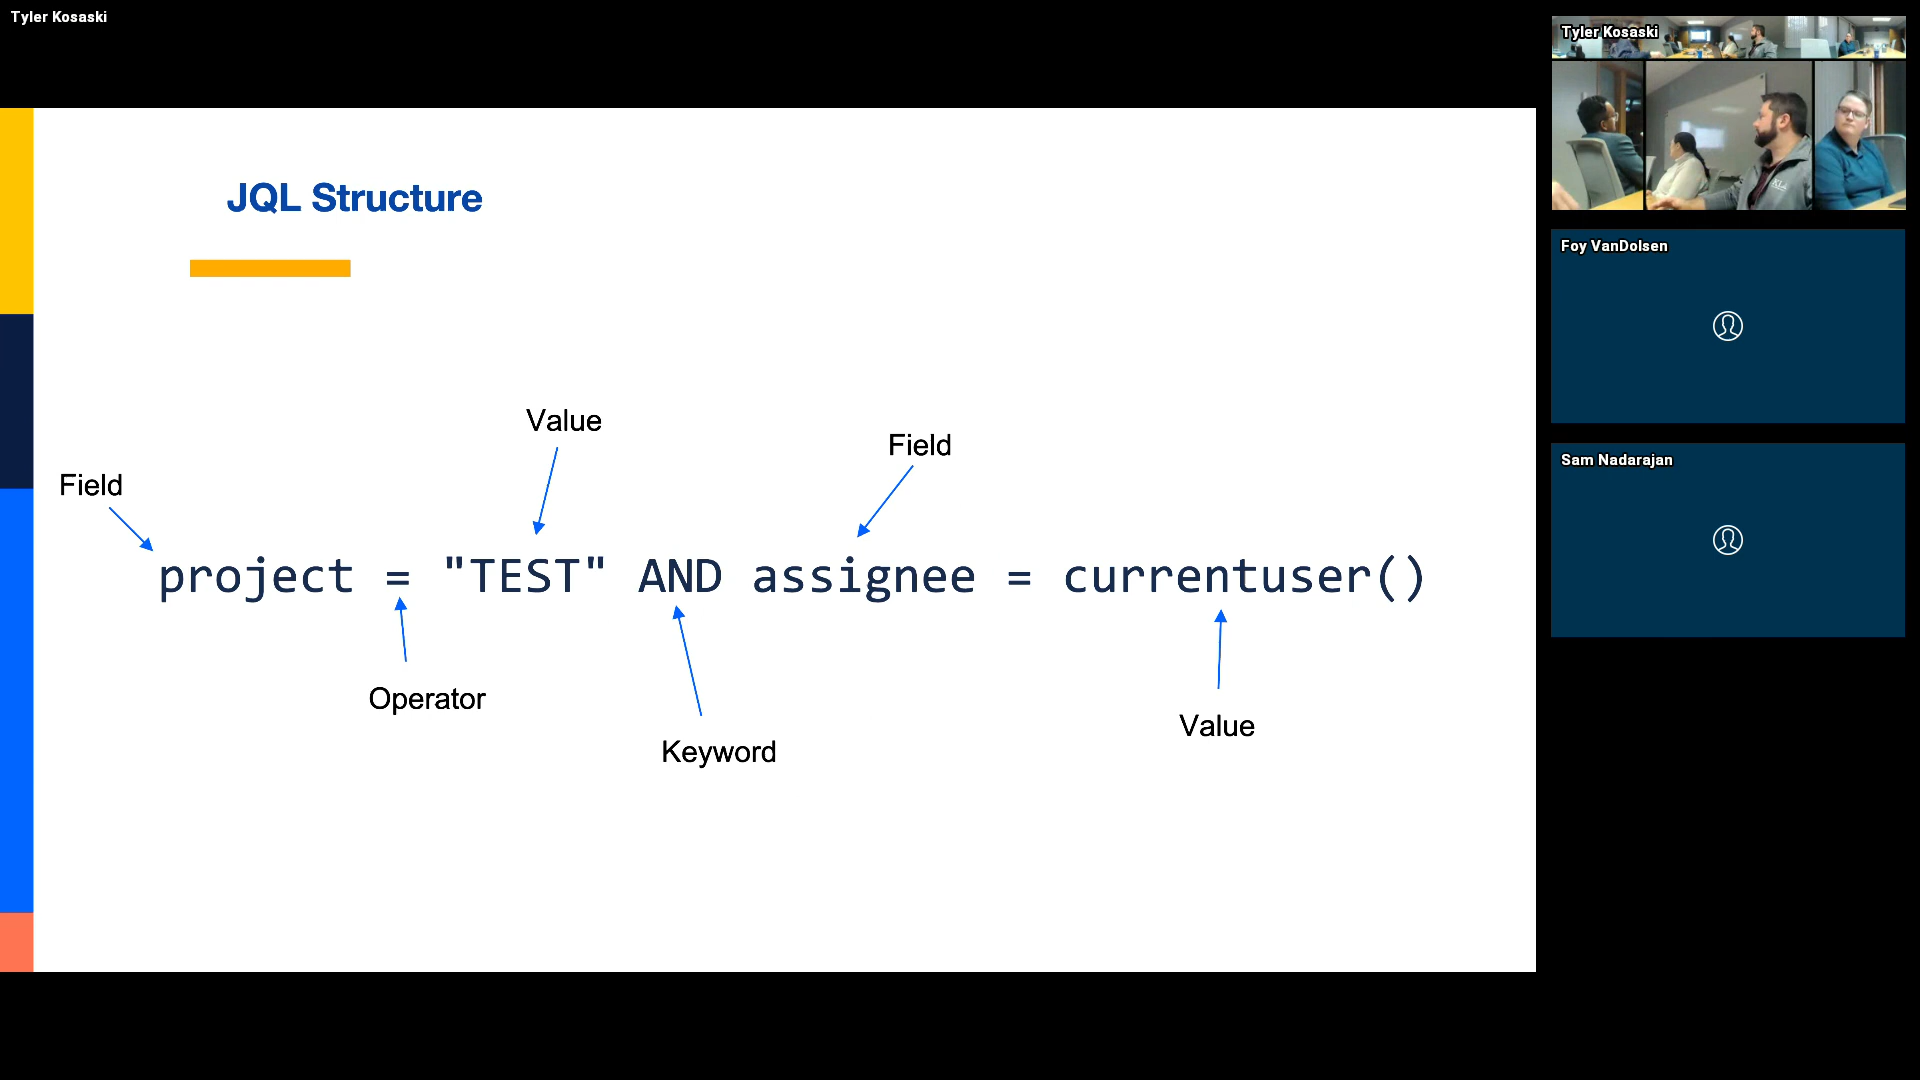 Tyler Kosaski
JQL Structure
Value
Field
Field
project = "TEST" AND assignee = currentuser()
Operator
Value
Keyword
Tyler Kosaski
Foy VanDolsen
Sam Nadarajan